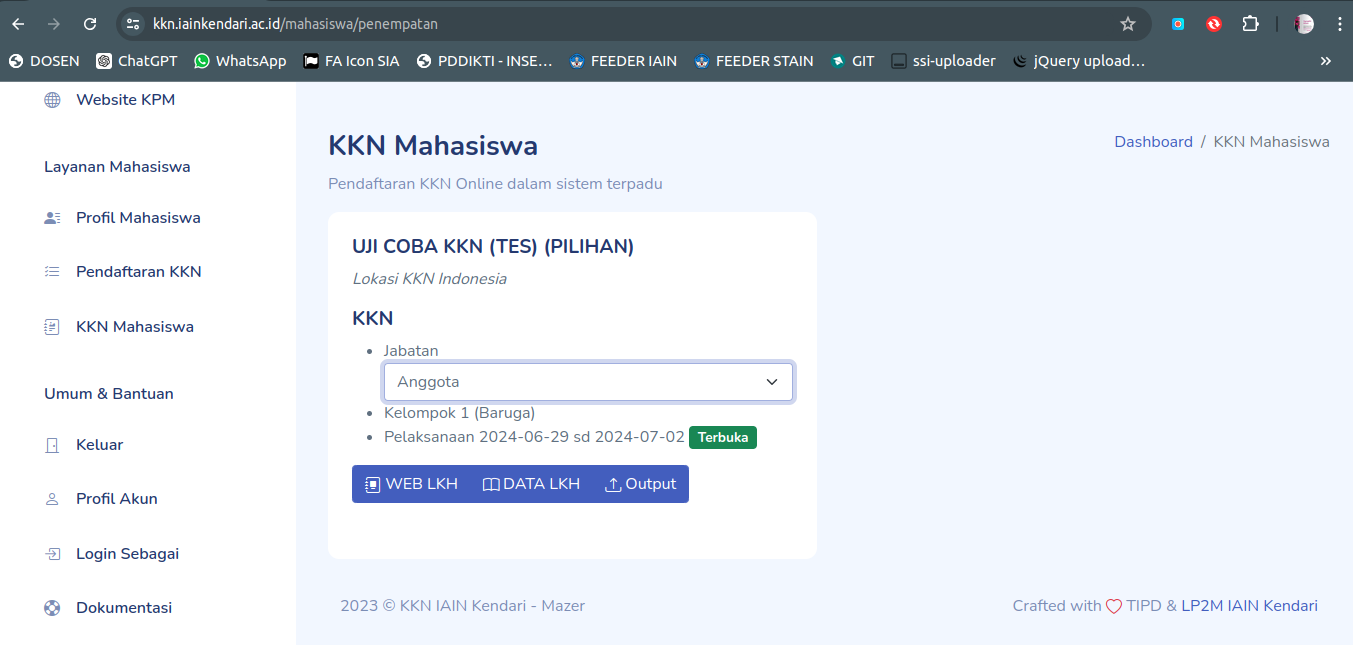 kkn.iainkendari.ac.id/mahasiswa/penempatan
DOSEN ChatGPT WhatsApp FA Icon SIA PDDIKTI - INSE... FEEDER IAIN FEEDER STAIN GIT ssi-uploader jQuery upload... »
Website KPM
Layanan Mahasiswa
Profil Mahasiswa
Pendaftaran KKN
KKN Mahasiswa
Umum & Bantuan
Keluar
Profil Akun
Login Sebagai
Dokumentasi
KKN Mahasiswa
Pendaftaran KKN Online dalam sistem terpadu
Dashboard / KKN Mahasiswa
UJI COBA KKN (TES) (PILIHAN)
Lokasi KKN Indonesia
KKN
• Jabatan
Anggota
• Kelompok 1 (Baruga)
• Pelaksanaan 2024-06-29 sd 2024-07-02 Terbuka
WEB LKH DATA LKH Output
2023 © KKN IAIN Kendari - Mazer
Crafted with TIPD & LP2M IAIN Kendari